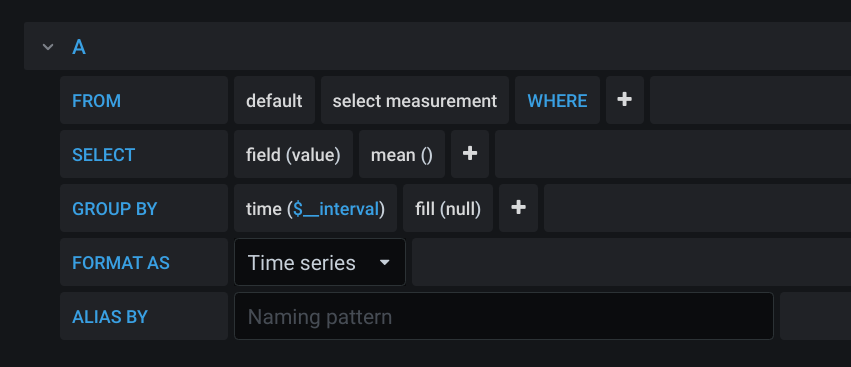 A
FROM default select measurement WHERE +
SELECT field (value) mean () +
GROUP BY time ($__interval) fill (null) +
FORMAT AS Time series
ALIAS BY Naming pattern